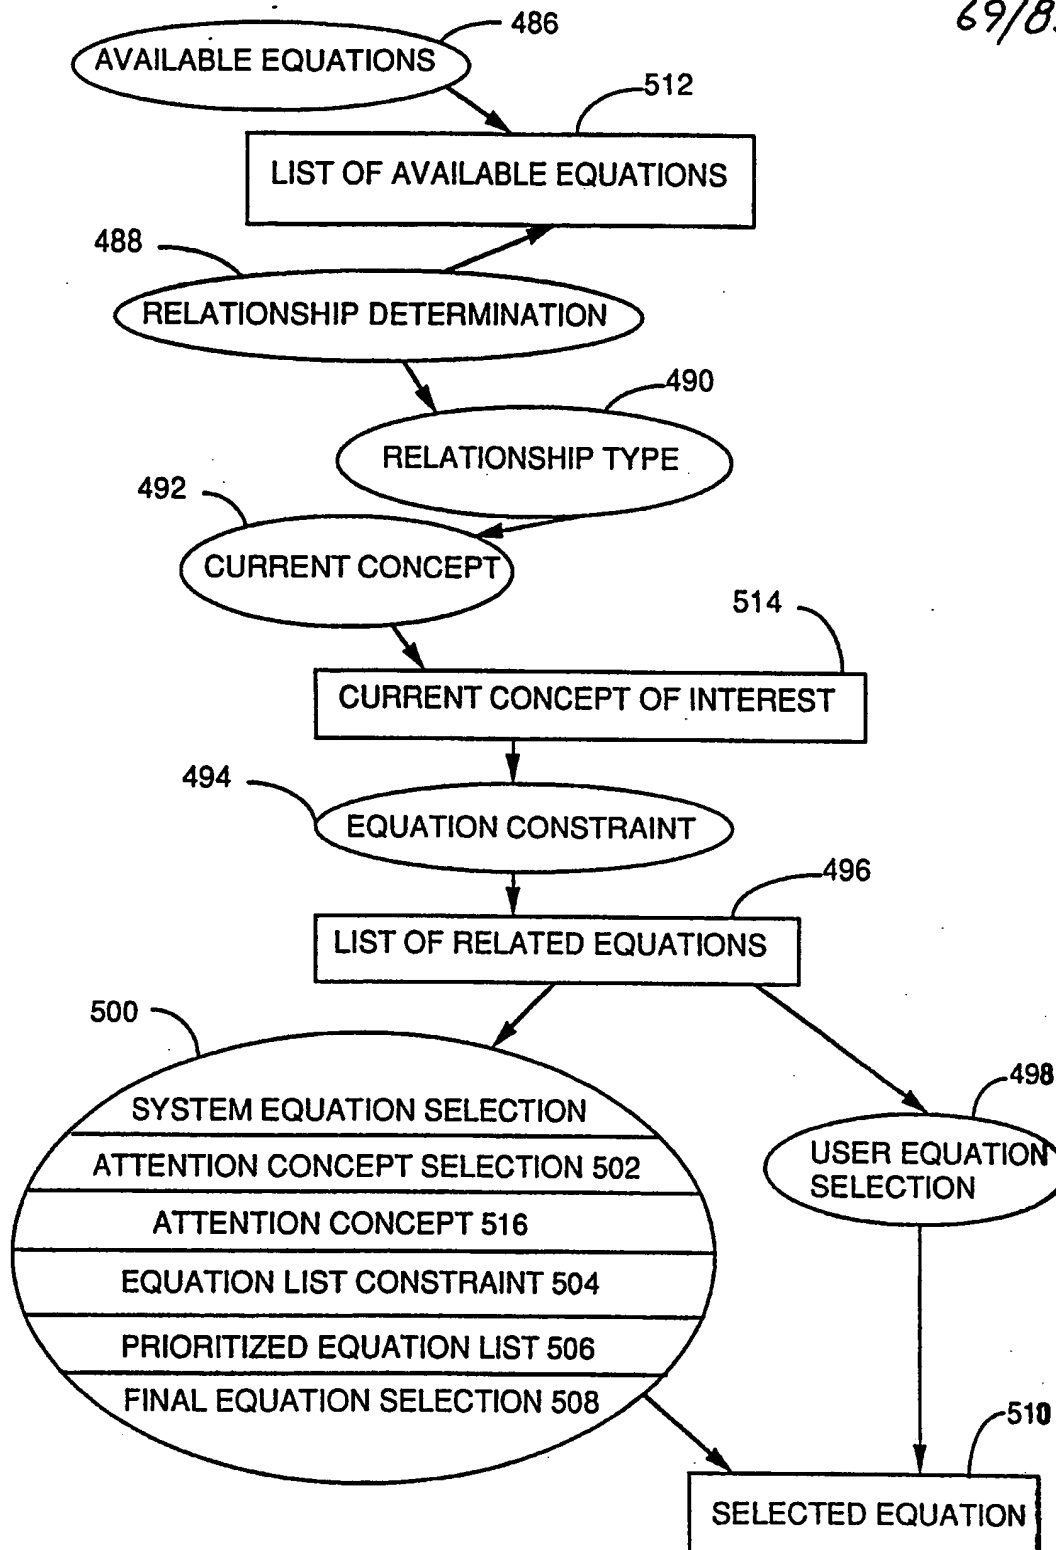 69/8
486
AVAILABLE EQUATIONS
512
LIST OF AVAILABLE EQUATIONS
488
RELATIONSHIP DETERMINATION
490
RELATIONSHIP TYPE
492
CURRENT CONCEPT
514
CURRENT CONCEPT OF INTEREST
494
EQUATION CONSTRAINT
496
LIST OF RELATED EQUATIONS
500
SYSTEM EQUATION SELECTION
498
ATTENTION CONCEPT SELECTION 502
USER EQUATION
SELECTION
ATTENTION CONCEPT 516
EQUATION LIST CONSTRAINT 504
PRIORITIZED EQUATION LIST 506
FINAL EQUATION SELECTION 508
510
SELECTED EQUATION